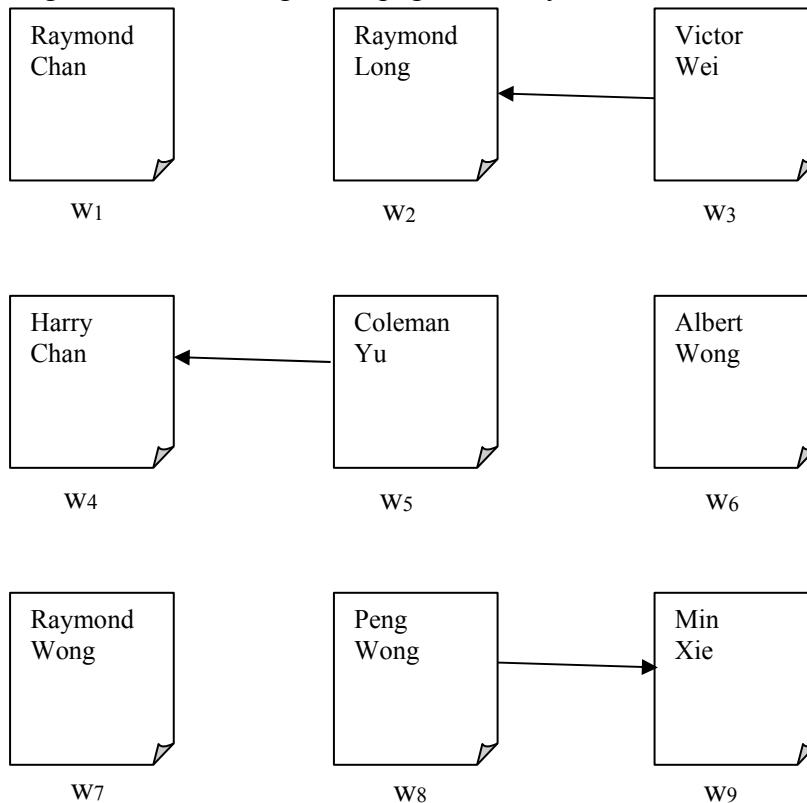 Raymond
Chan
Raymond
Long
Victor
Wei
W1
W2
W3
Harry
Chan
Coleman
Yu
Albert
Wong
W4
W5
W6
Raymond
Wong
Peng
Wong
Min
Xie
W7
W8
W9